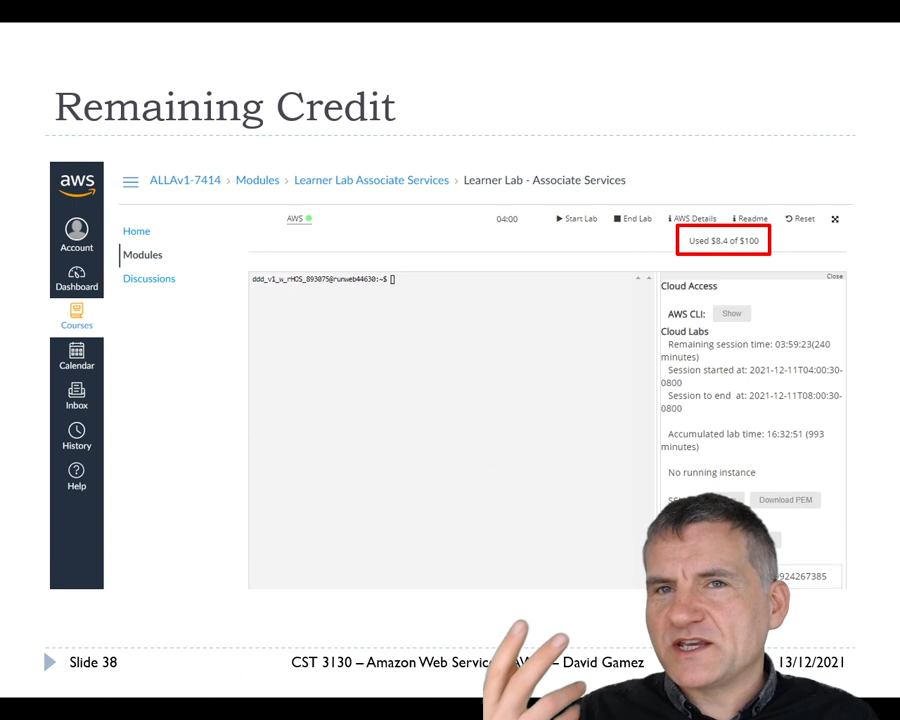 Remaining Credit
aws
Account
Dashboard
Courses
Calendar
Inbox
History
Help
ALLAv1-7414 > Modules > Learner Lab Associate Services > Learner Lab - Associate Services
Home
Modules
Discussions
AWS
04:00
Start Lab
End Lab
AWS Details
Readme
Reset
Used $8.4 of $100
ddd_v1_w_rHOS_893075@runweb44630:~$ []
Close
Cloud Access
AWS CLI: Show
Cloud Labs
Remaining session time: 03:59:23(240
minutes)
Session started at: 2021-12-11T04:00:30-
0800
Session to end at: 2021-12-11T08:00:30-
0800
Accumulated lab time: 16:32:51 (993
minutes)
No running instance
Download PEM
924267385
Slide 38
CST 3130 – Amazon Web – David Gamez
13/12/2021